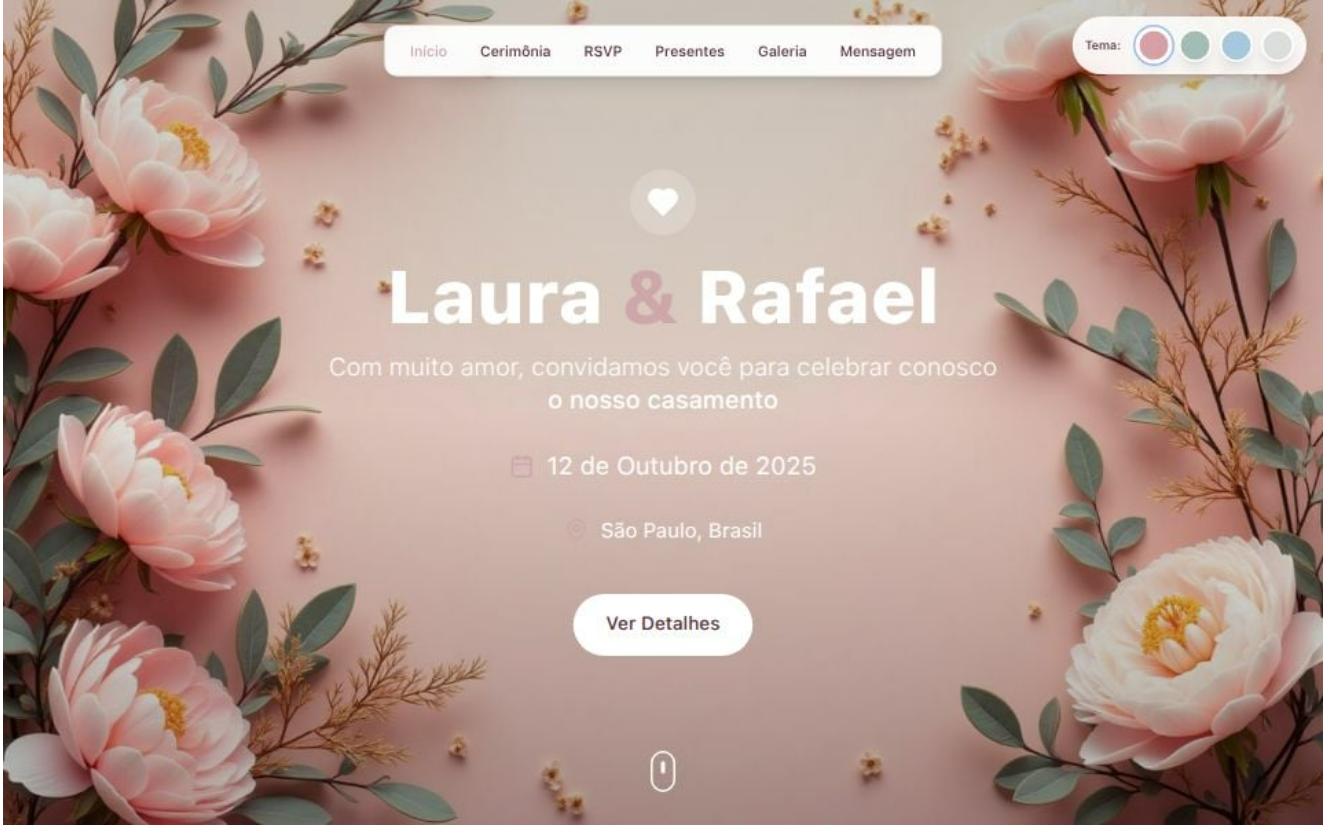 Início Cerimônia RSVP Presentes Galeria Mensagem
Tema:
Laura & Rafael
Com muito amor, convidamos você para celebrar conosco
o nosso casamento
12 de Outubro de 2025
São Paulo, Brasil
Ver Detalhes